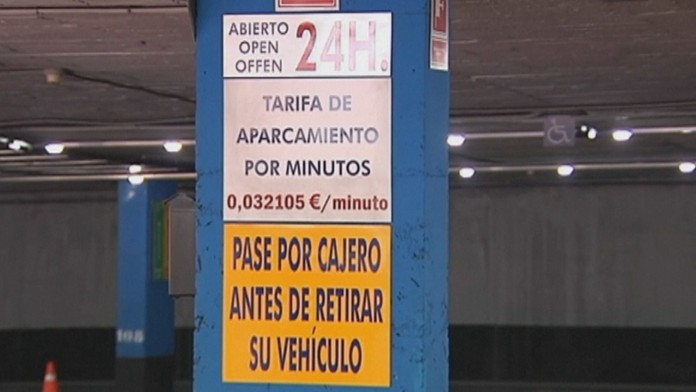 ABIERTO
OPEN
OFFEN
24H.
TARIFA DE
APARCAMIENTO
POR MINUTOS
0,032105 €/minuto
PASE POR CAJERO
ANTES DE RETIRAR
SU VEHÍCULO
108